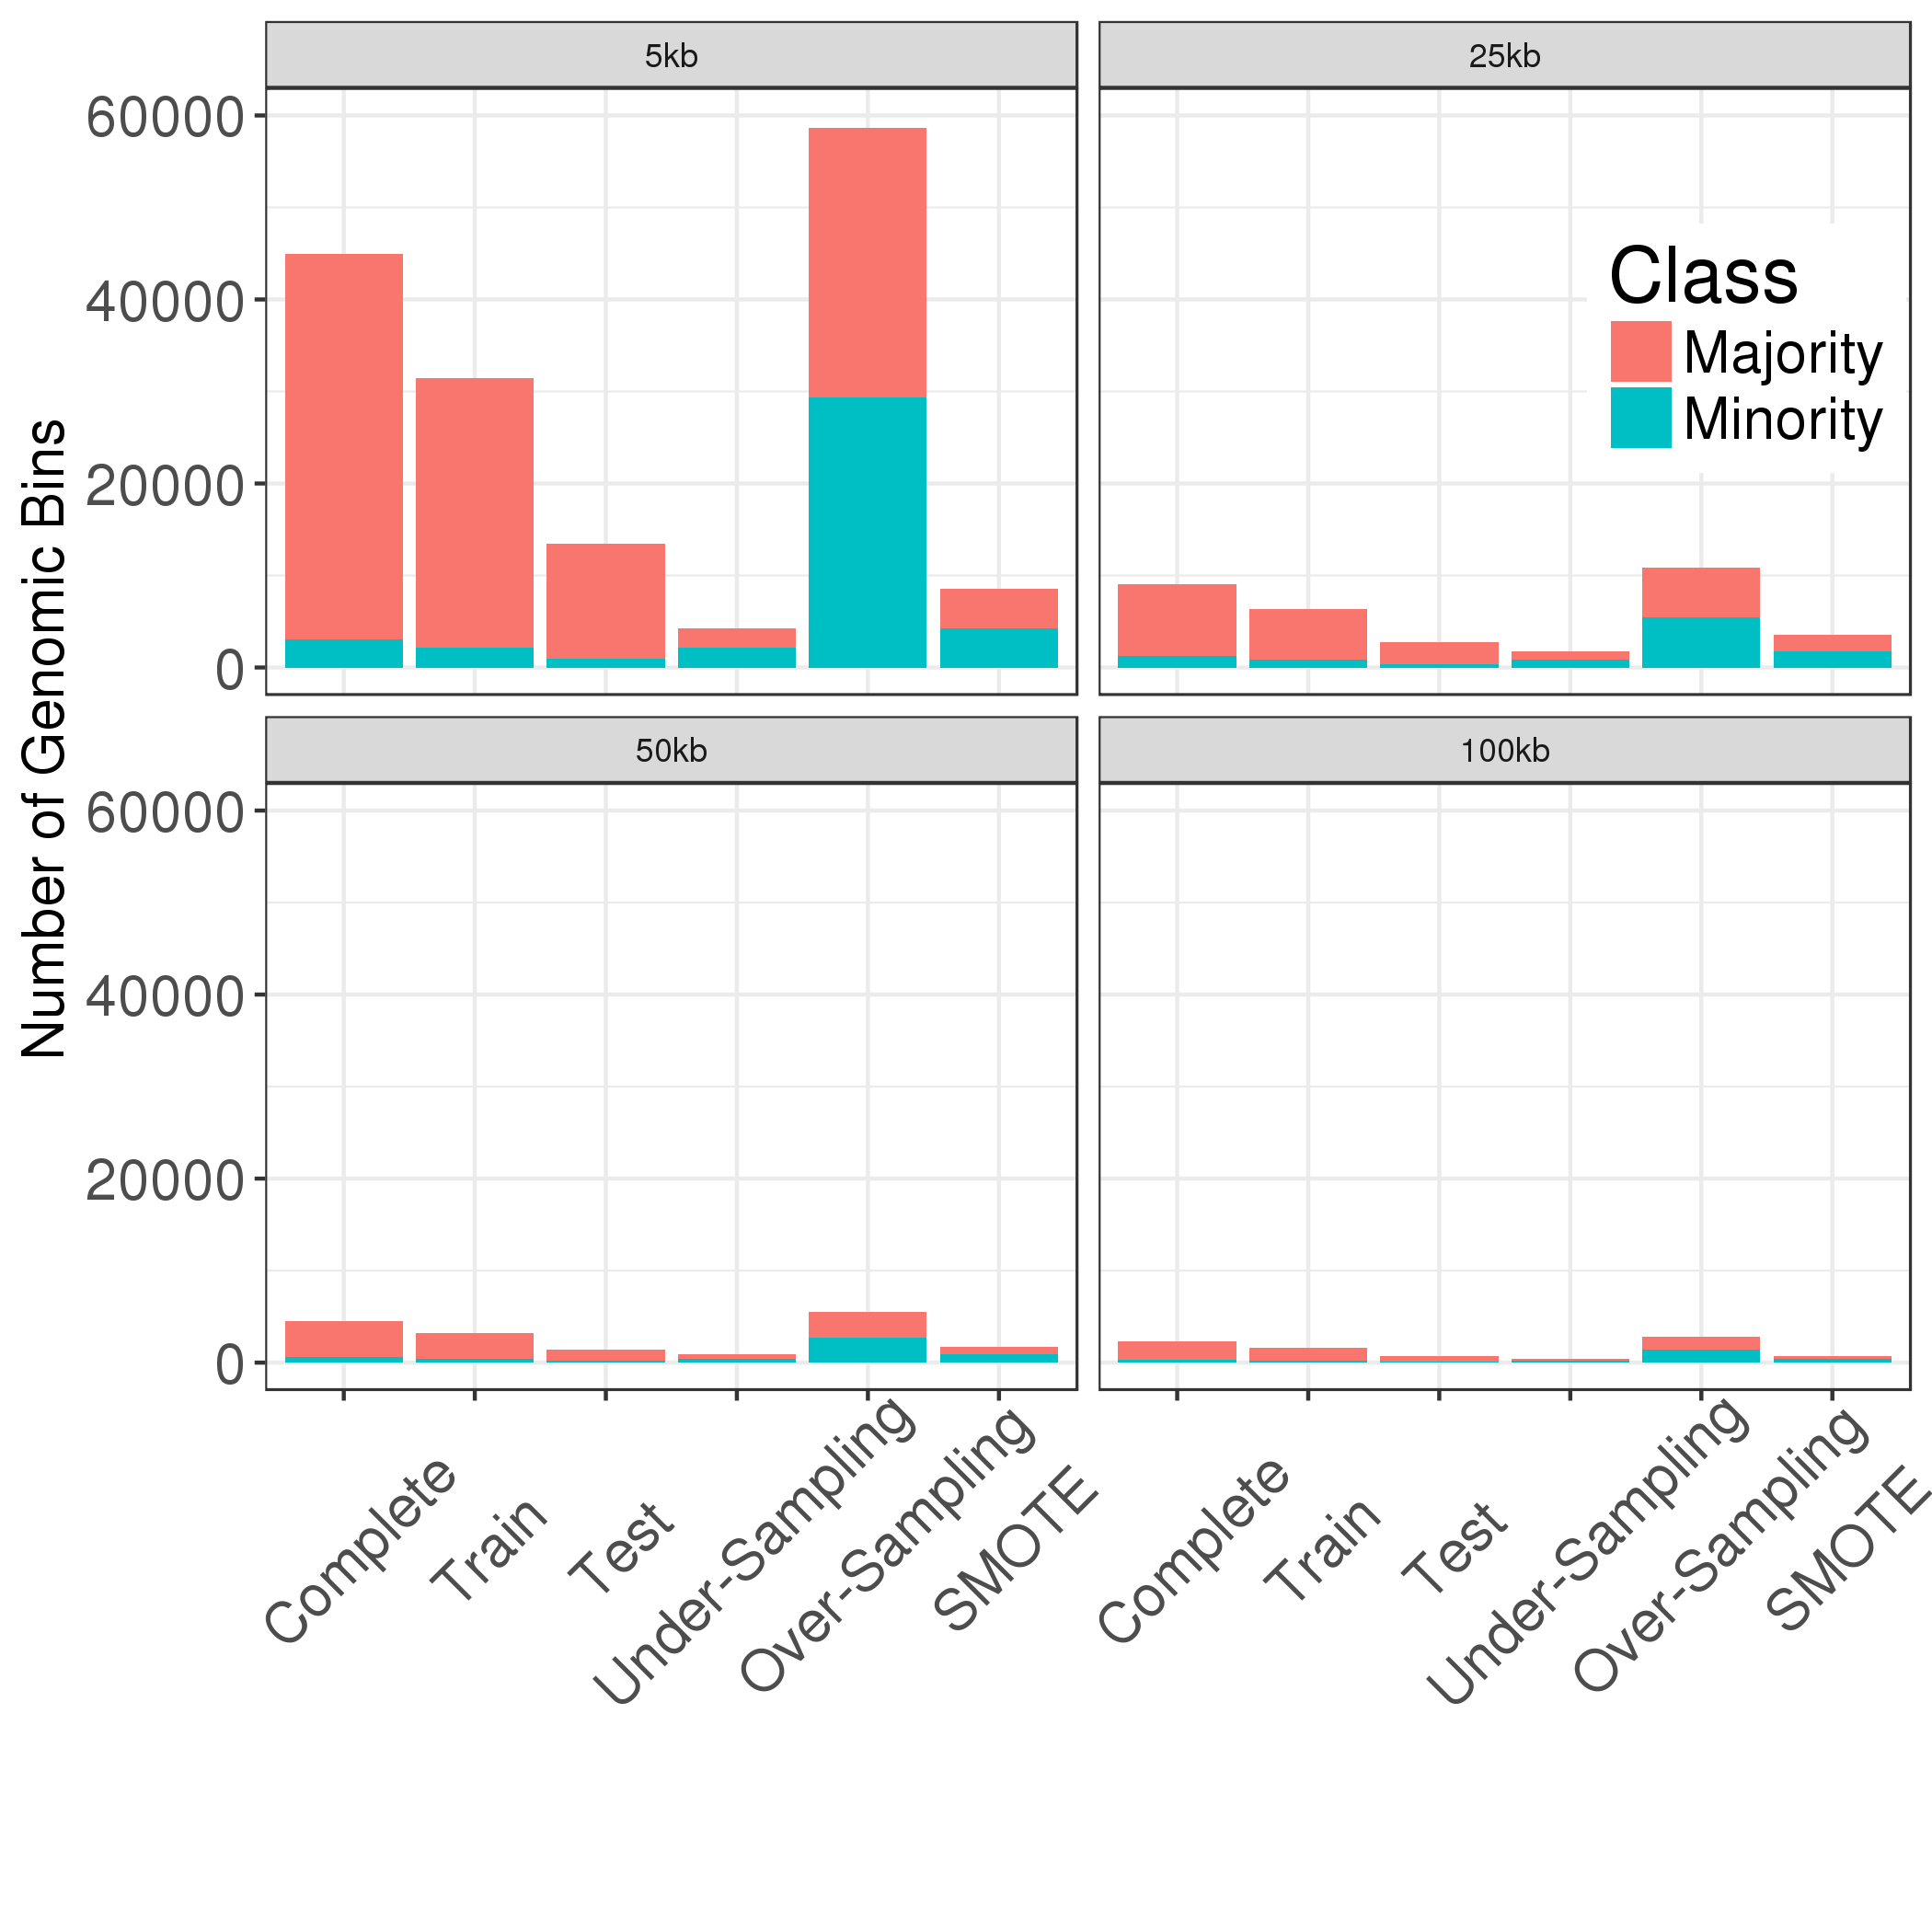 5kb
25kb
60000
40000
20000
0
Class
Majority
Minority
Number of Genomic Bins
50kb
100kb
60000
40000
20000
0
Complete
Train
Test
Under-Sampling
Over-Sampling
SMOTE
Complete
Train
Test
Under-Sampling
Over-Sampling
SMOTE